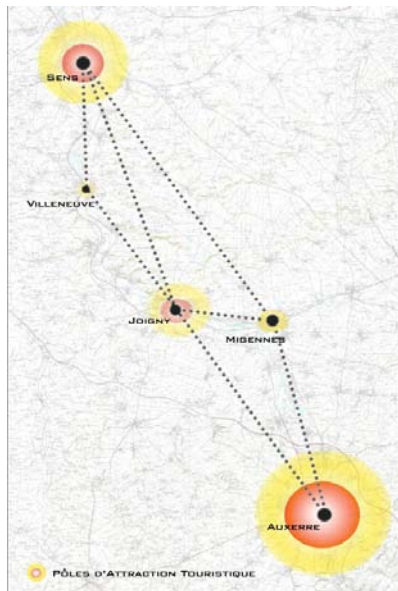 SENS
VILLENEUVE
JOIGNY
MIGENNES
AUXERRE
PÔLES D'ATTRACTION TOURISTIQUE